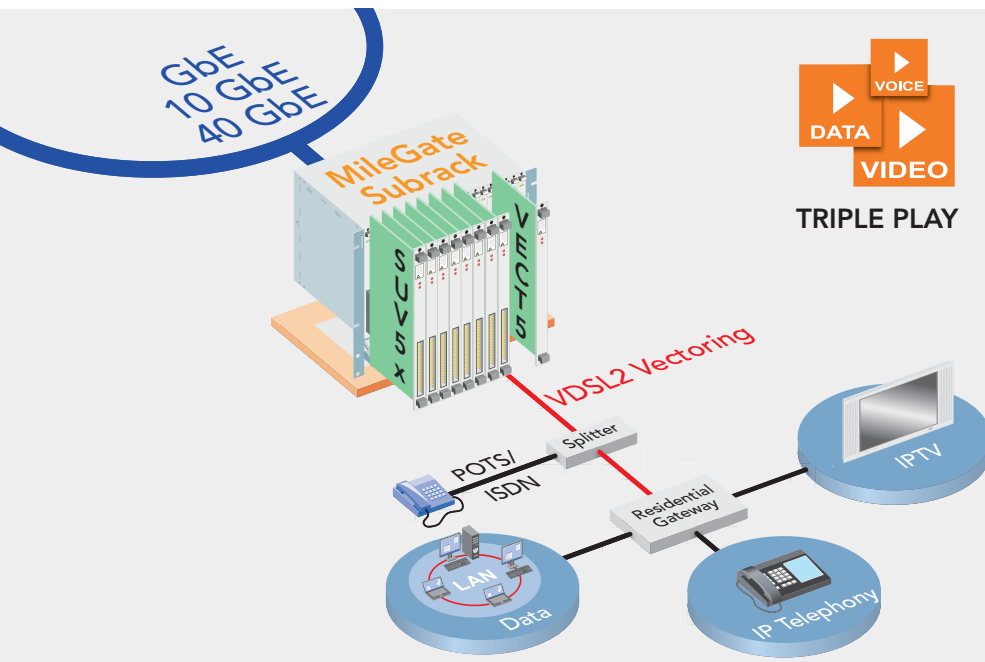 GbE
10 GbE
40 GbE
VOICE
DATA
VIDEO
TRIPLE PLAY
MileGate
Subrack
SUV5x
VECT5
VDSL2 Vectoring
Splitter
POTS/
ISDN
Residential
Gateway
IPTV
LAN
Data
IP Telephony